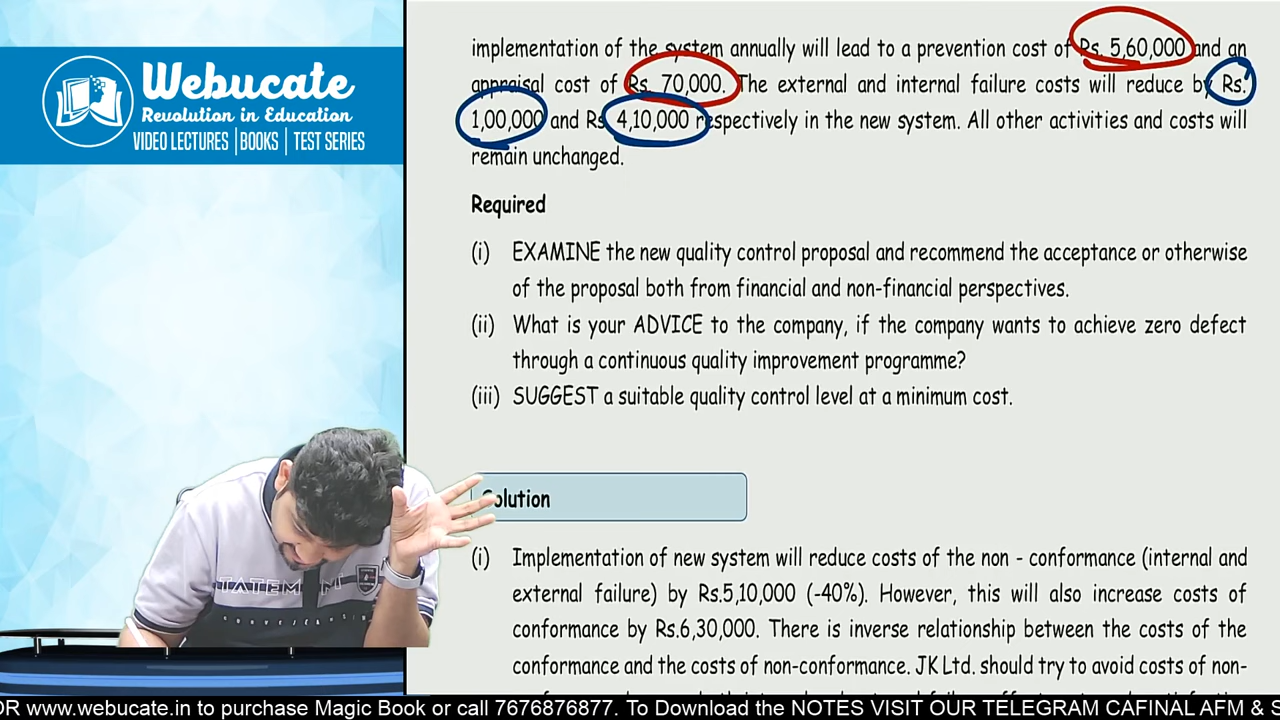 Webucate
Revolution in Education
VIDEO LECTURES | BOOKS | TEST SERIES
implementation of the system annually will lead to a prevention cost of Rs. 5,60,000 and an
appraisal cost of Rs. 70,000. The external and internal failure costs will reduce by Rs.
1,00,000 and Rs. 4,10,000 respectively in the new system. All other activities and costs will
remain unchanged.
Required
(i) EXAMINE the new quality control proposal and recommend the acceptance or otherwise
of the proposal both from financial and non-financial perspectives.
(ii) What is your ADVICE to the company, if the company wants to achieve zero defect
through a continuous quality improvement programme?
(iii) SUGGEST a suitable quality control level at a minimum cost.
Solution
(i) Implementation of new system will reduce costs of the non - conformance (internal and
external failure) by Rs.5,10,000 (-40%). However, this will also increase costs of
conformance by Rs.6,30,000. There is inverse relationship between the costs of the
conformance and the costs of non-conformance. JK Ltd. should try to avoid costs of non-
OR www.webucate.in to purchase Magic Book or call 7676876877. To Download the NOTES VISIT OUR TELEGRAM CAFINAL AFM & S